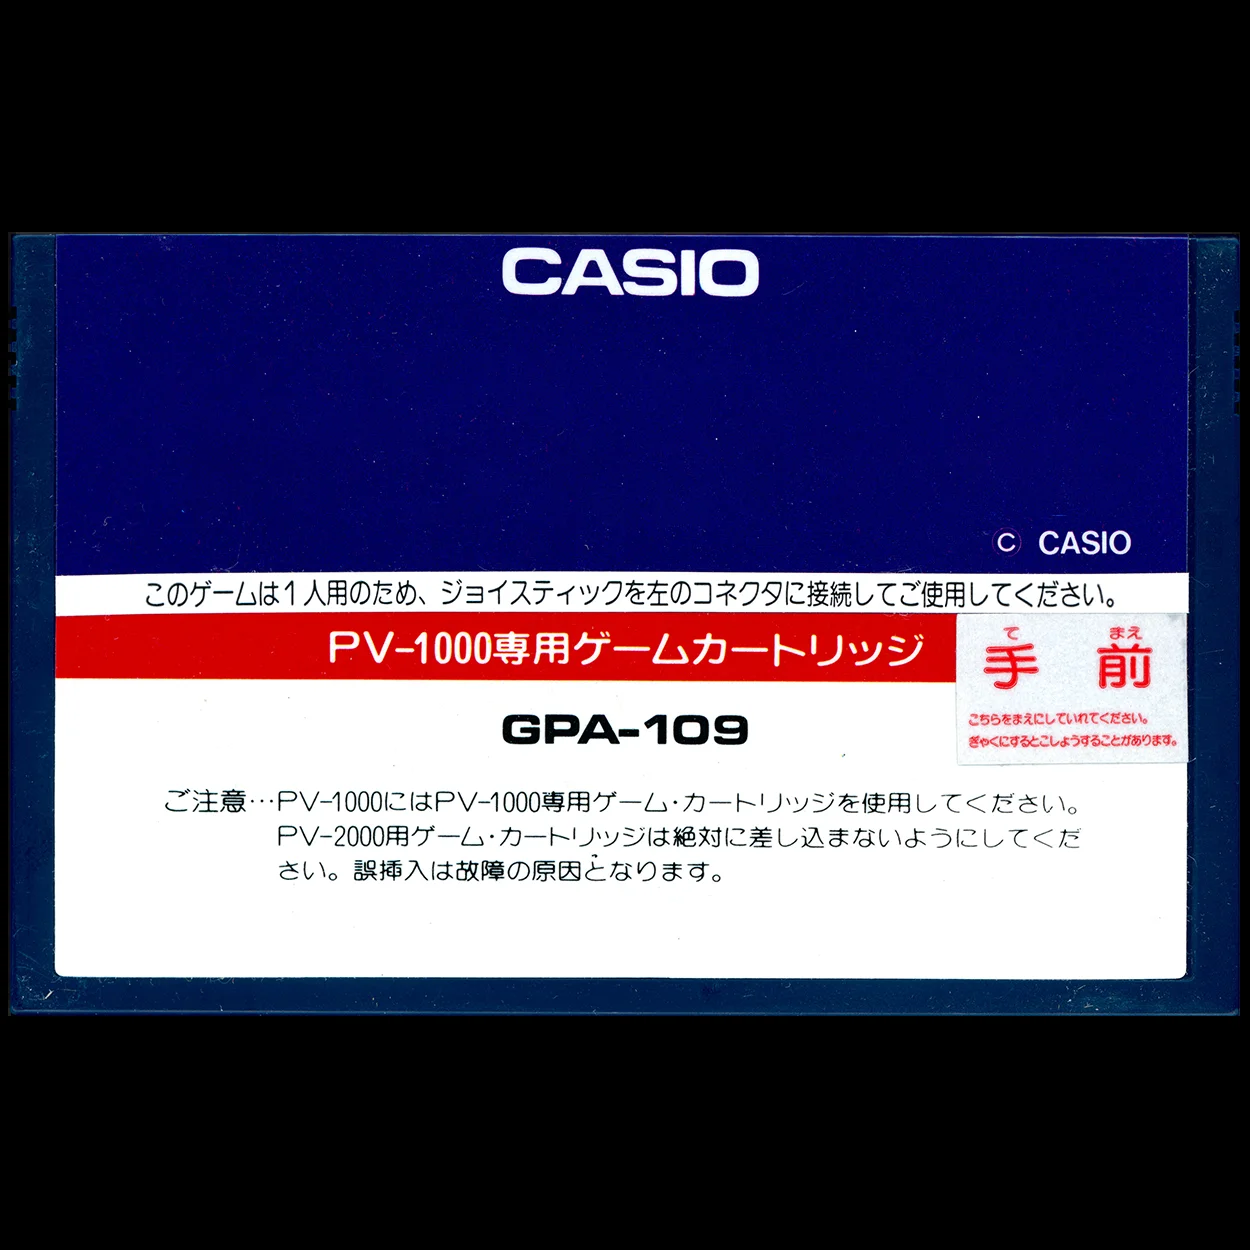 CASIO
Ⓒ CASIO
このゲームは1人用のため、ジョイスティックを左のコネクタに接続してご使用してください。
PV-1000専用ゲームカートリッジ
て まえ
手 前
こちらをまえにしていれてください。
ぎゃくにするとこしょうすることがあります。
GPA-109
ご注意…PV-1000にはPV-1000専用ゲーム・カートリッジを使用してください。
PV-2000用ゲーム・カートリッジは絶対に差し込まないようにしてくだ
さい。誤挿入は故障の原因となります。